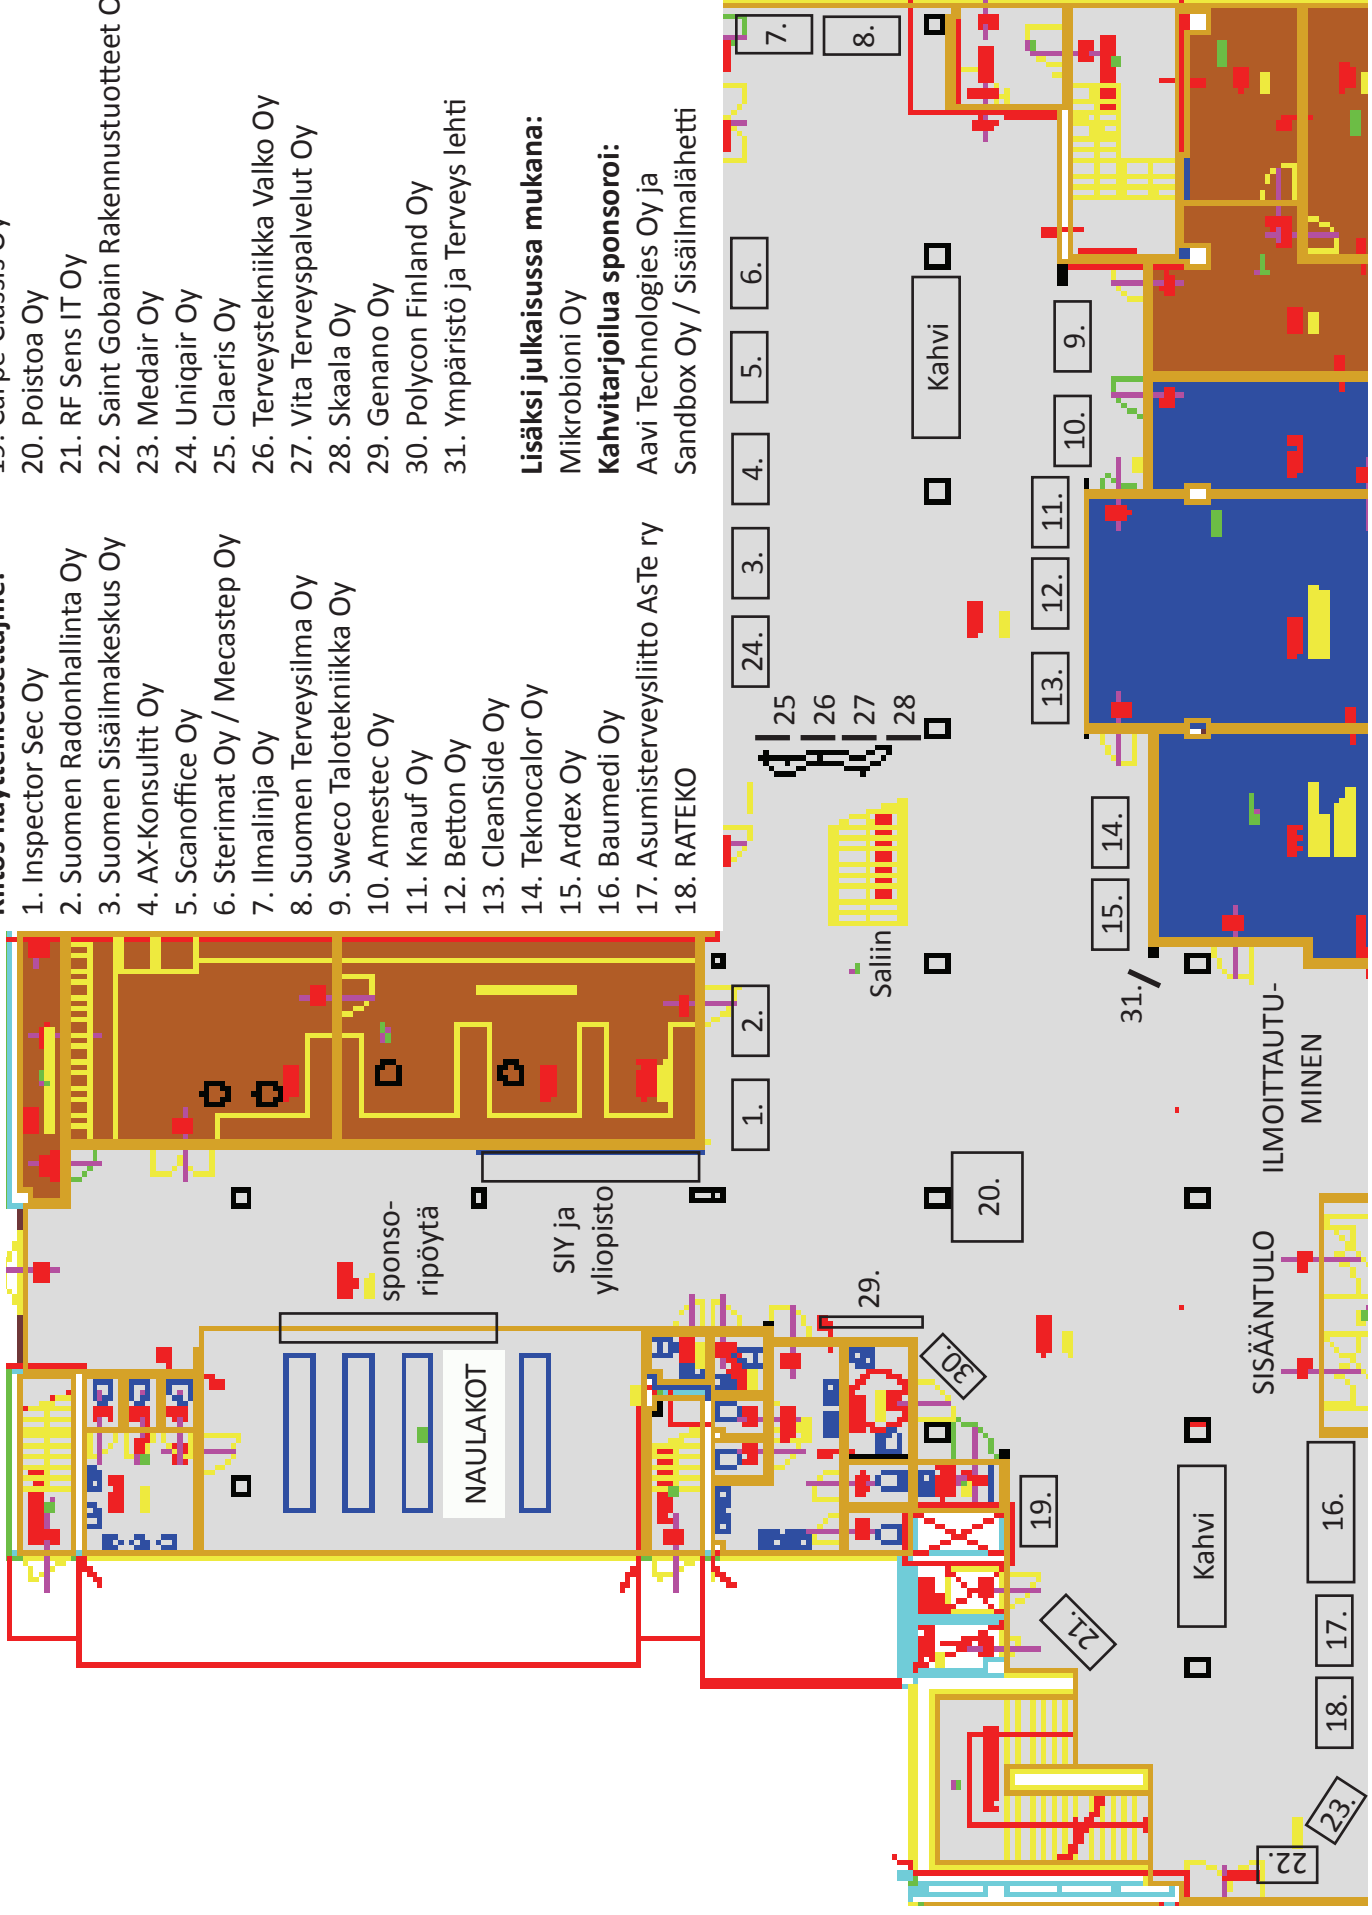 1. Inspector Sec Oy
2. Suomen Radonhallinta Oy
3. Suomen Sisäilmakeskus Oy
4. AX-Konsultit Oy
5. Scanoffice Oy
6. Sterimat Oy / Mecastep Oy
7. Ilmalinja Oy
8. Suomen Terveysilma Oy
9. Sweco Talotekniikka Oy
10. Amestec Oy
11. Knauf Oy
12. Betton Oy
13. CleanSide Oy
14. Teknocalor Oy
15. Ardex Oy
16. Baumedi Oy
17. Asumisterveysliitto AsTe ry
18. RATEKO
20. Poistoa Oy
21. RF Sens IT Oy
22. Saint Gobain Rakennustuotteet
23. Medair Oy
24. Uniqair Oy
25. Claeris Oy
26. Terveystekniikka Valko Oy
27. Vita Terveyspalvelut Oy
28. Skaala Oy
29. Genano Oy
30. Polycon Finland Oy
31. Ympäristö ja Terveys lehti
Lisäksi julkaisussa mukana:
Mikrobioni Oy
Kahvitarjoilua sponsoroi:
Aavi Technologies Oy ja
Sandbox Oy / Sisäilmalähetti
7.
8.
6.
5.
4.
3.
24.
25
26
27
28
Kahvi
9.
10.
11.
12.
13.
14.
15.
31.
Saliin
2.
1.
20.
29.
30.
sponso-
ripöytä
SIY ja
yliopisto
NAULAKOT
ILMOITTAUTU-
MINEN
SISÄÄNTULO
19.
21.
Kahvi
16.
17.
18.
23.
22.